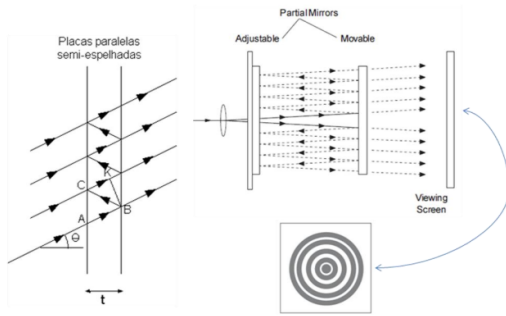 Placas paralelas
semi-espelhadas
K
C
A
B
Θ
t
Partial Mirrors
Adjustable
Movable
Viewing
Screen